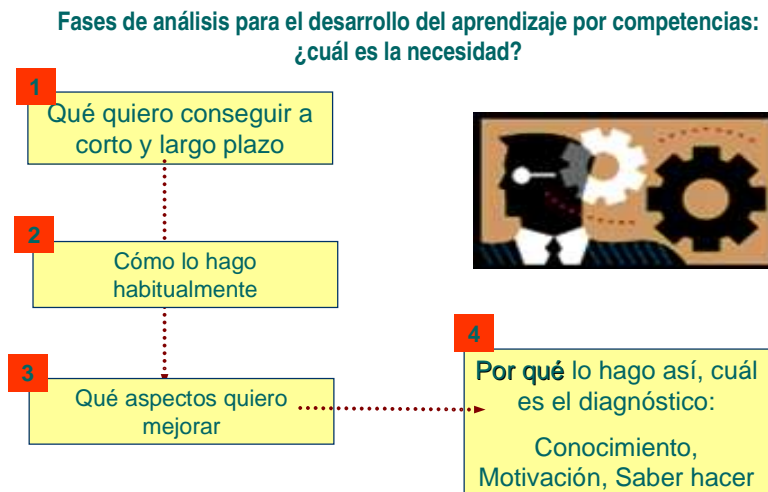 Fases de análisis para el desarrollo del aprendizaje por competencias:
¿cuál es la necesidad?
1
Qué quiero conseguir a
corto y largo plazo
2
Cómo lo hago
habitualmente
3
Qué aspectos quiero
mejorar
4
Por qué lo hago así, cuál
es el diagnóstico:
Conocimiento,
Motivación, Saber hacer